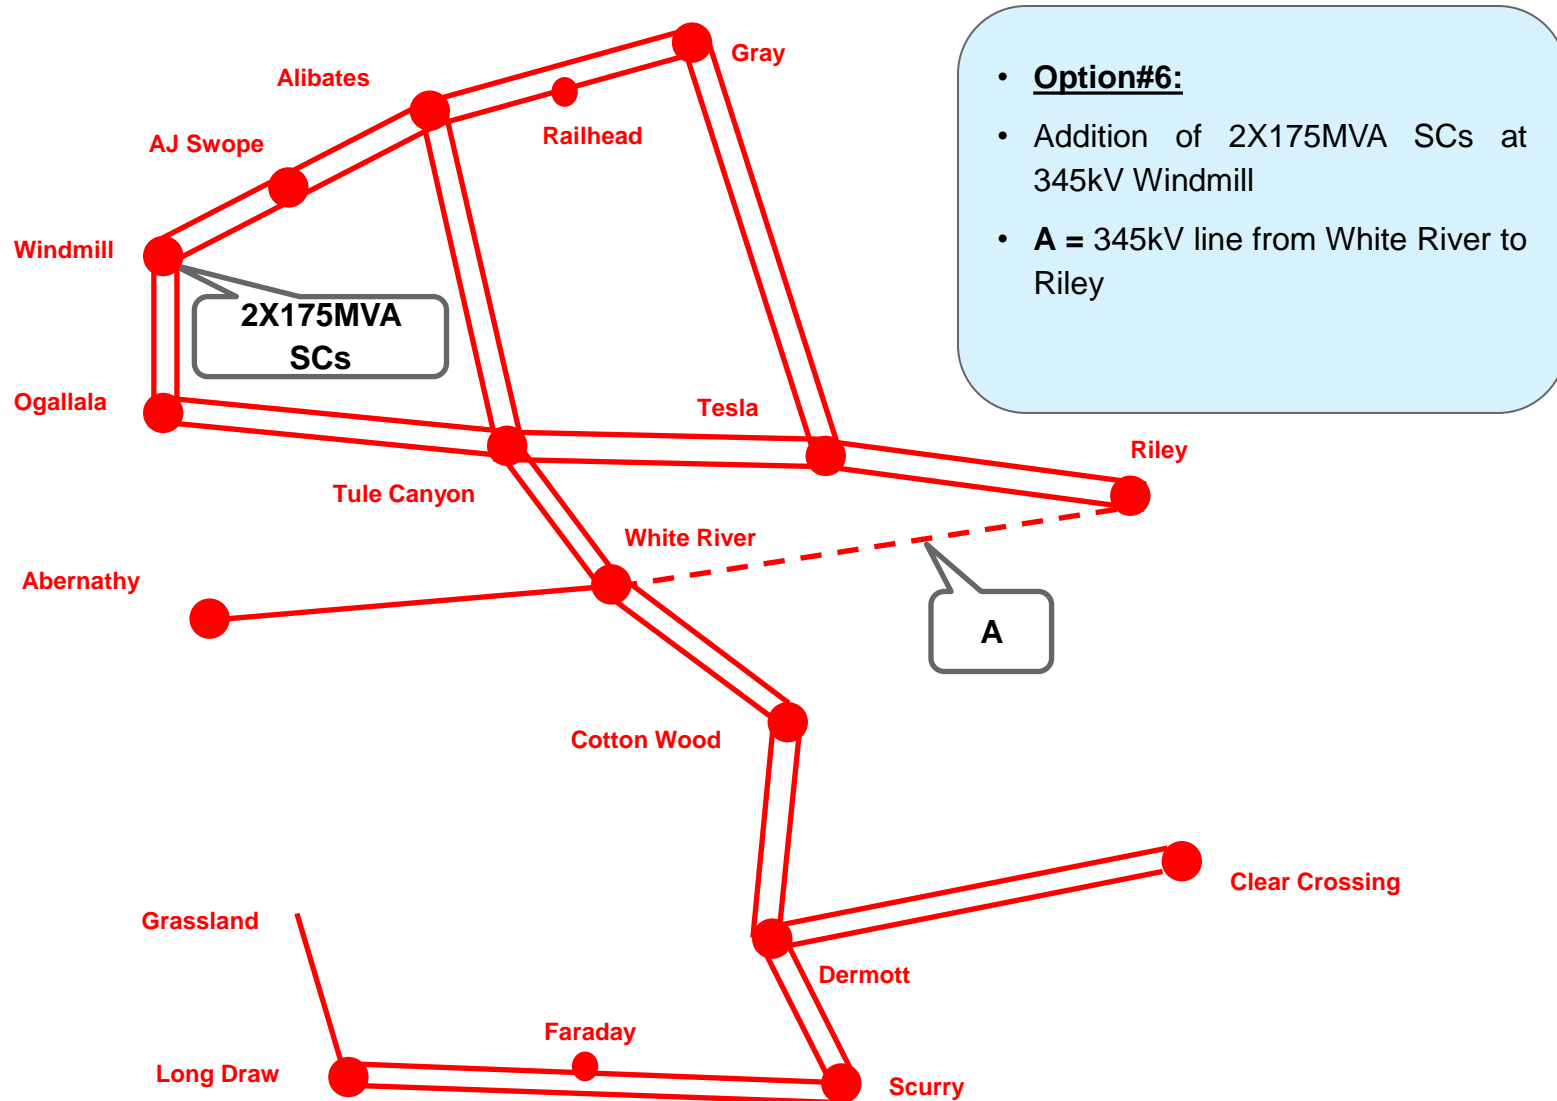 Gray
Alibates
Railhead
AJ Swope
Windmill
2X175MVA
SCs
Ogallala
Tesla
Riley
Tule Canyon
White River
Abernathy
A
Cotton Wood
Clear Crossing
Grassland
Dermott
Faraday
Long Draw
Scurry
• Option#6:
• Addition of 2X175MVA SCs at
345kV Windmill
• A = 345kV line from White River to
Riley